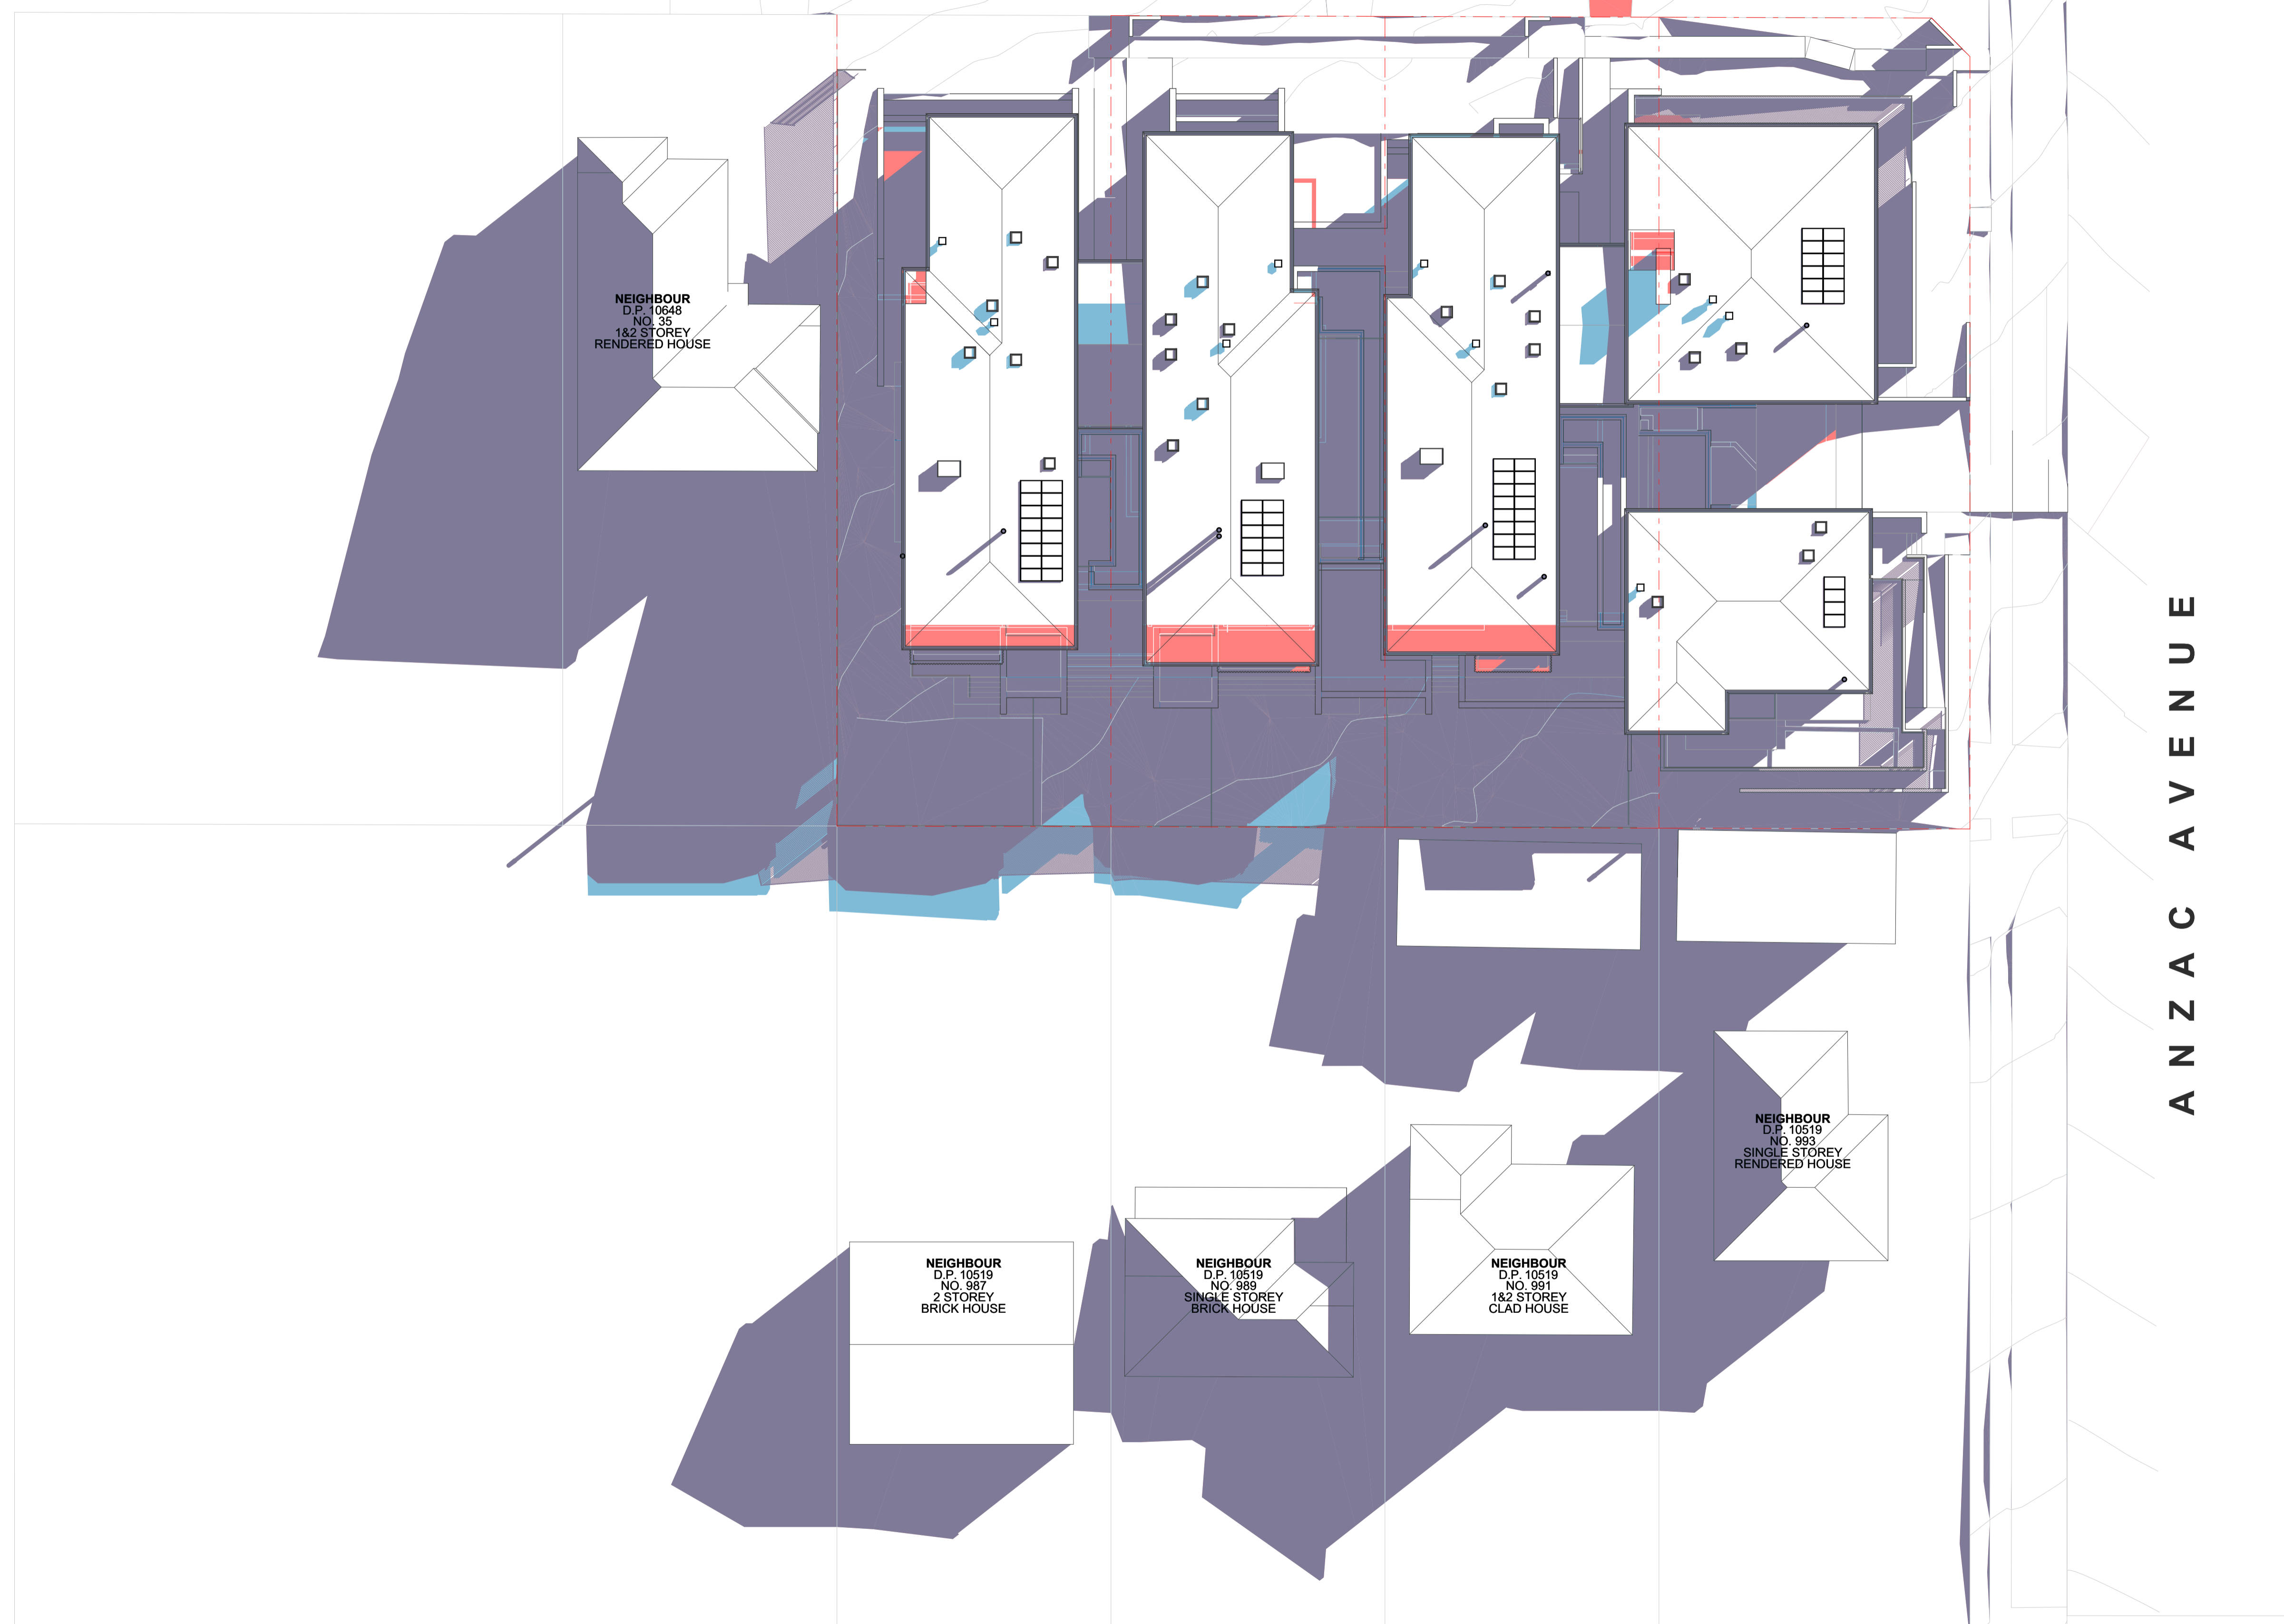 NEIGHBOUR
D.P. 10648
NO. 35
1&2 STOREY
RENDERED HOUSE
ANZAC AVENUE
NEIGHBOUR
D.P. 10519
NO. 993
SINGLE STOREY
RENDERED HOUSE
NEIGHBOUR
D.P. 10519
NO. 987
2 STOREY
BRICK HOUSE
NEIGHBOUR
D.P. 10519
NO. 989
SINGLE STOREY
BRICK HOUSE
NEIGHBOUR
D.P. 10519
NO. 991
1&2 STOREY
CLAD HOUSE